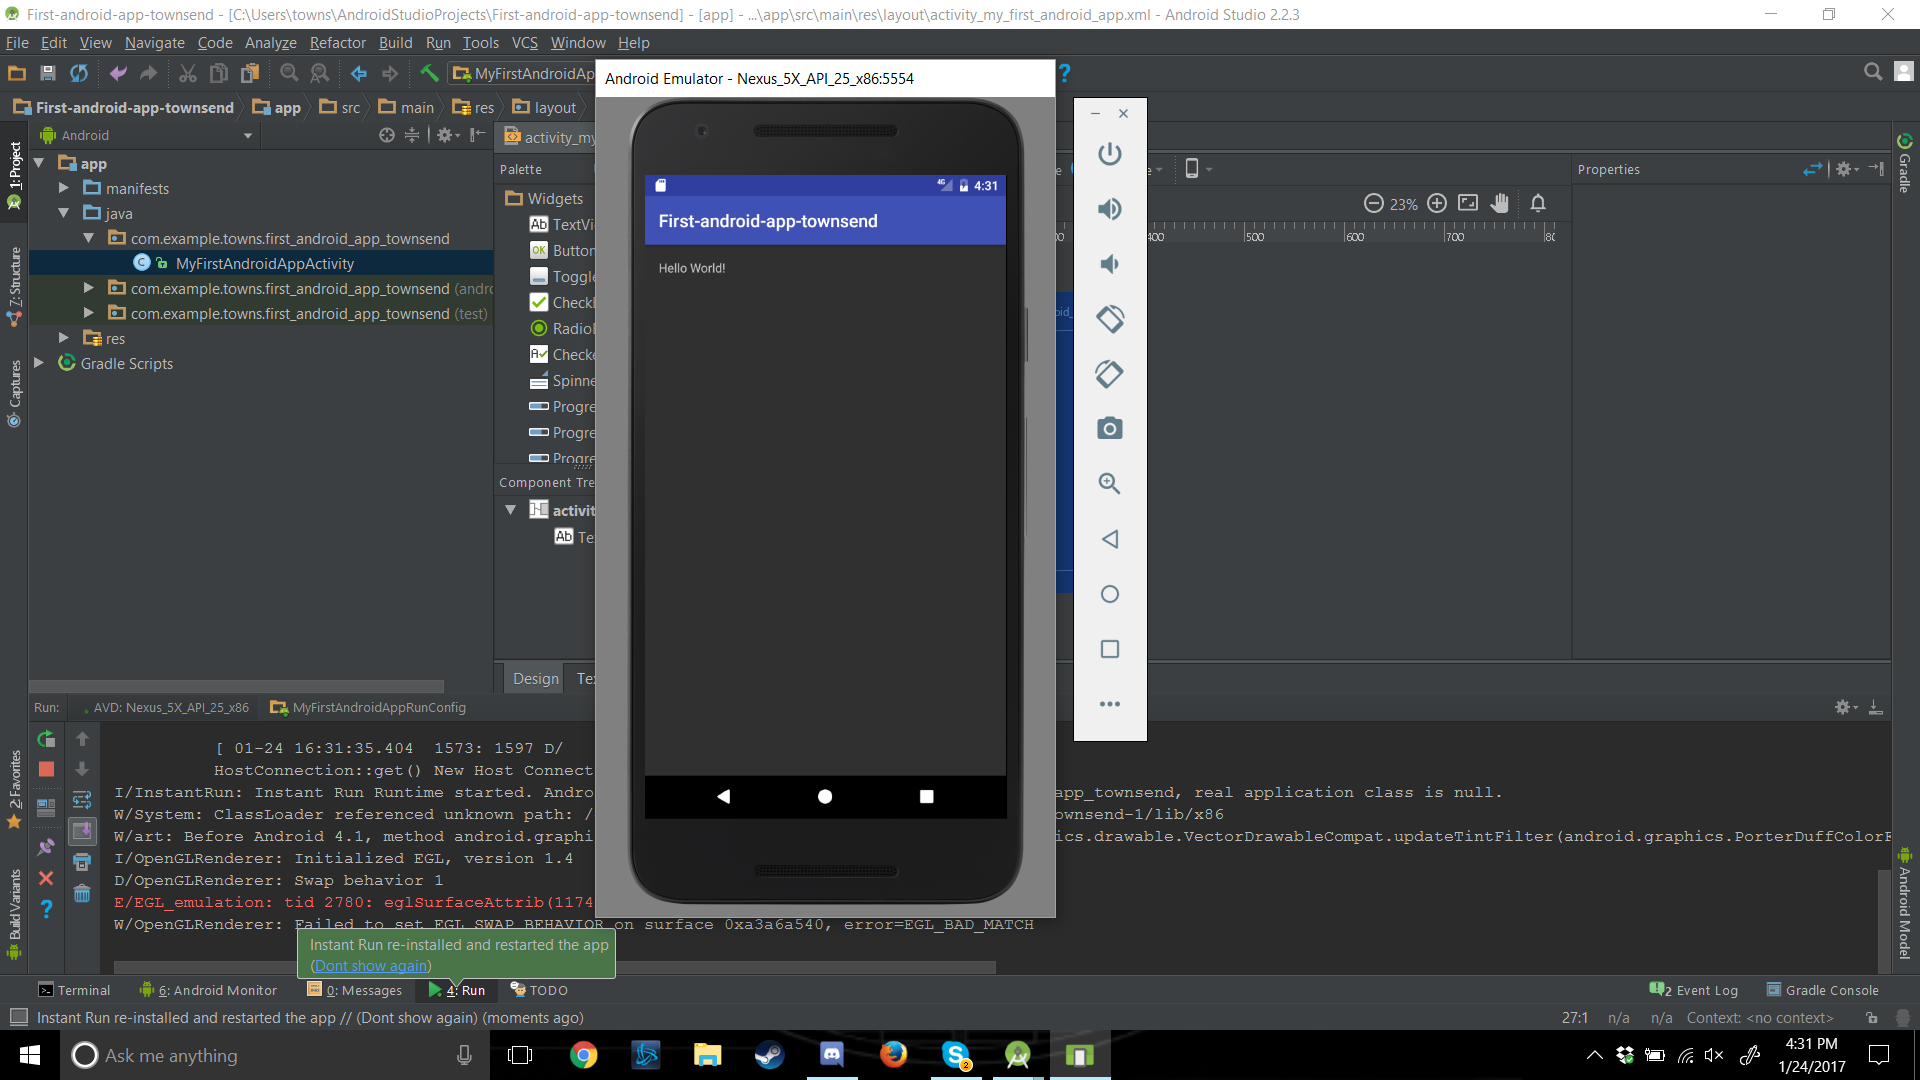 First-android-app-townsend - [C:\Users\towns\AndroidStudioProjects\First-android-app-townsend] - [app] - ...\app\src\main\res\layout\activity_my_first_android_app.xml - Android Studio 2.2.3
File Edit View Navigate Code Analyze Refactor Build Run Tools VCS Window Help
MyFirstAndroidAp
First-android-app-townsend app src main res layout
Android
activity_my
1: Project
7: Structure
Captures
2: Favorites
Build Variants
app
manifests
java
com.example.towns.first_android_app_townsend
MyFirstAndroidAppActivity
com.example.towns.first_android_app_townsend (andro
com.example.towns.first_android_app_townsend (test)
res
Gradle Scripts
Palette
Widgets
Ab TextVi
OK Button
Toggle
Checkl
Radiol
Checke
Spinne
Progre
Progre
Progre
Component Tre
activit
Ab Te
Design Te
Android Emulator - Nexus_5X_API_25_x86:5554
4G 4:31
First-android-app-townsend
Hello World!
Properties
23%
400 500 600 700
Gradle
Android Model
Run: AVD: Nexus_5X_API_25_x86 MyFirstAndroidAppRunConfig
[ 01-24 16:31:35.404 1573: 1597 D/
HostConnection::get() New Host Connect
I/InstantRun: Instant Run Runtime started. Andro app_townsend, real application class is null.
W/System: ClassLoader referenced unknown path: / ownsend-1/lib/x86
W/art: Before Android 4.1, method android.graphi ics.drawable.VectorDrawableCompat.updateTintFilter(android.graphics.PorterDuffColorF
I/OpenGLRenderer: Initialized EGL, version 1.4
D/OpenGLRenderer: Swap behavior 1
E/EGL_emulation: tid 2780: eglSurfaceAttrib(1174
W/OpenGLRenderer: Failed to set EGL_SWAP_BEHAVIOR on surface 0xa3a6a540, error=EGL_BAD_MATCH
Instant Run re-installed and restarted the app
(Dont show again)
Terminal 6: Android Monitor 0: Messages 4: Run TODO 2 Event Log Gradle Console
Instant Run re-installed and restarted the app // (Dont show again) (moments ago) 27:1 n/a n/a Context: <no context>
Ask me anything
2
4:31 PM
1/24/2017